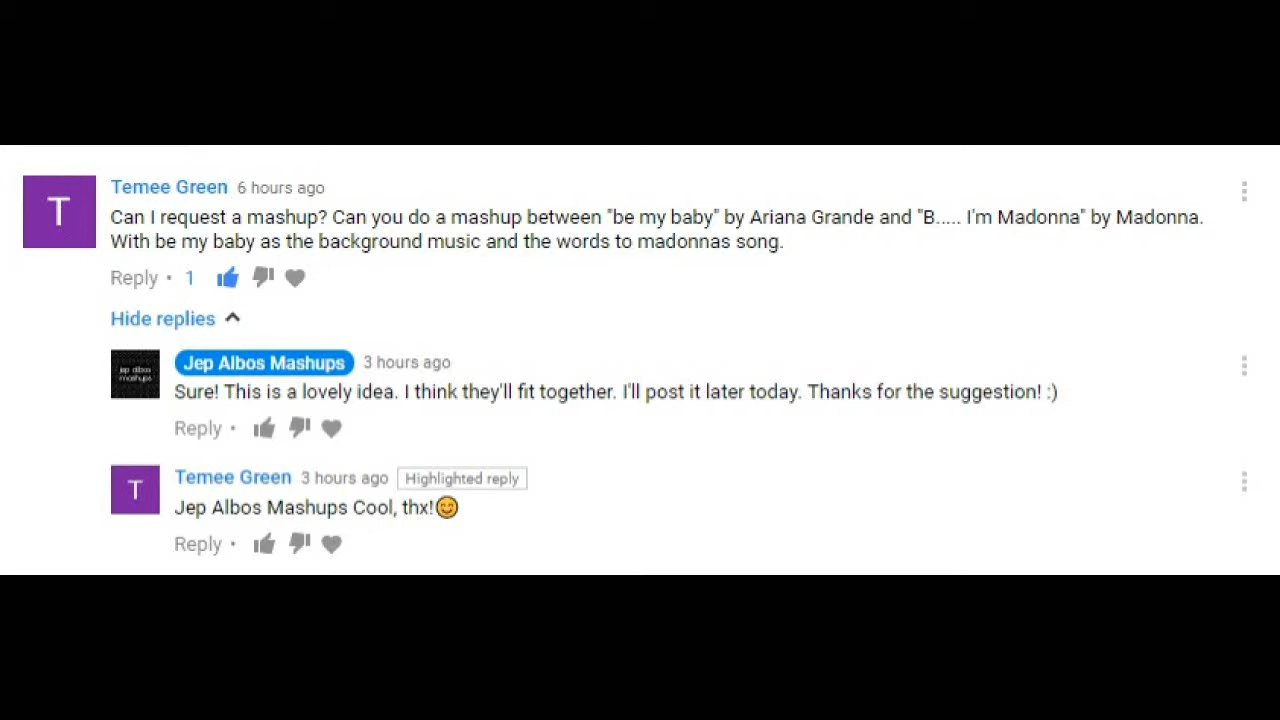 T
Temee Green 6 hours ago
Can I request a mashup? Can you do a mashup between "be my baby" by Ariana Grande and "B..... I'm Madonna" by Madonna.
With be my baby as the background music and the words to madonnas song.
Reply • 1
Hide replies
jep albos
mashups
Jep Albos Mashups 3 hours ago
Sure! This is a lovely idea. I think they'll fit together. I'll post it later today. Thanks for the suggestion! :)
Reply •
T
Temee Green 3 hours ago Highlighted reply
Jep Albos Mashups Cool, thx!😊
Reply •